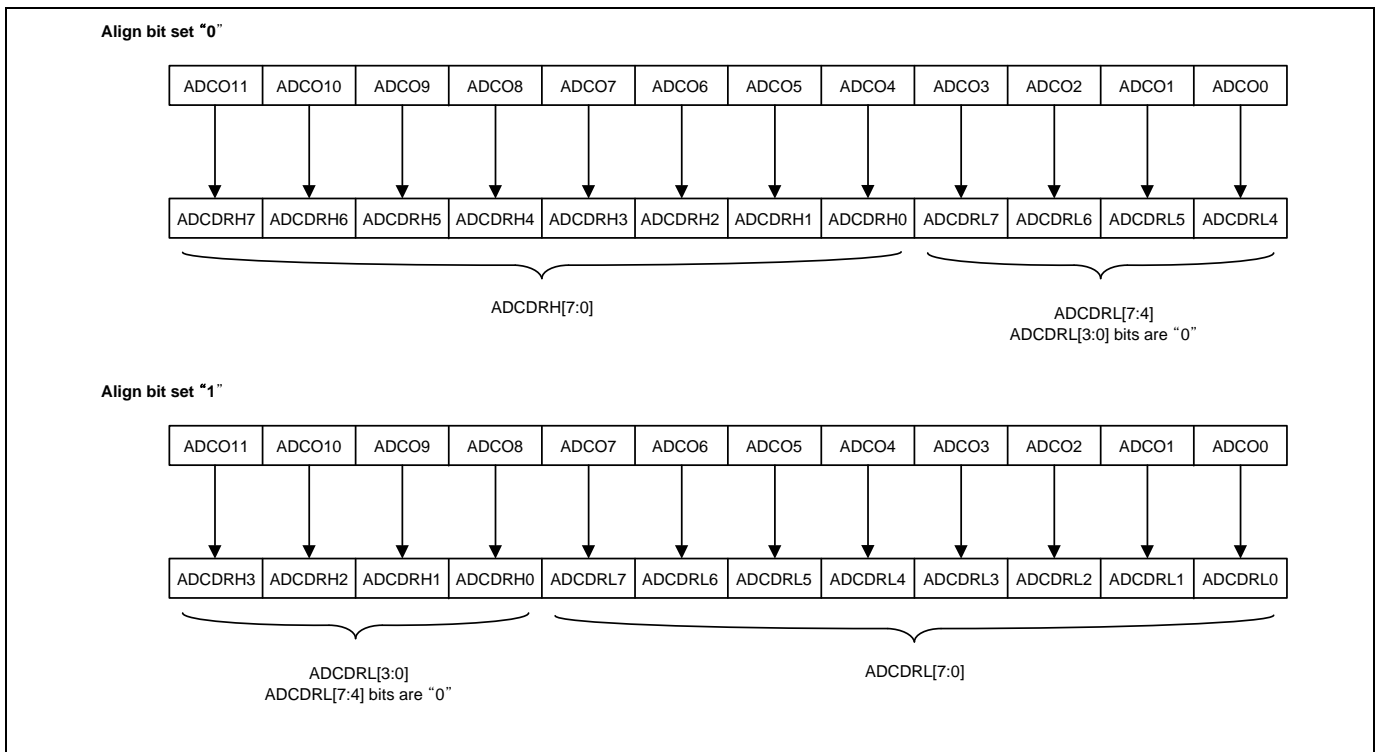 Align bit set “0”
ADCO11 ADCO10 ADCO9 ADCO8 ADCO7 ADCO6 ADCO5 ADCO4 ADCO3 ADCO2 ADCO1 ADCO0
ADCDRH7 ADCDRH6 ADCDRH5 ADCDRH4 ADCDRH3 ADCDRH2 ADCDRH1 ADCDRH0 ADCDRL7 ADCDRL6 ADCDRL5 ADCDRL4
ADCDRH[7:0]
ADCDRL[7:4]
ADCDRL[3:0] bits are “0”
Align bit set “1”
ADCO11 ADCO10 ADCO9 ADCO8 ADCO7 ADCO6 ADCO5 ADCO4 ADCO3 ADCO2 ADCO1 ADCO0
ADCDRH3 ADCDRH2 ADCDRH1 ADCDRH0 ADCDRL7 ADCDRL6 ADCDRL5 ADCDRL4 ADCDRL3 ADCDRL2 ADCDRL1 ADCDRL0
ADCDRL[3:0]
ADCDRL[7:4] bits are “0”
ADCDRL[7:0]